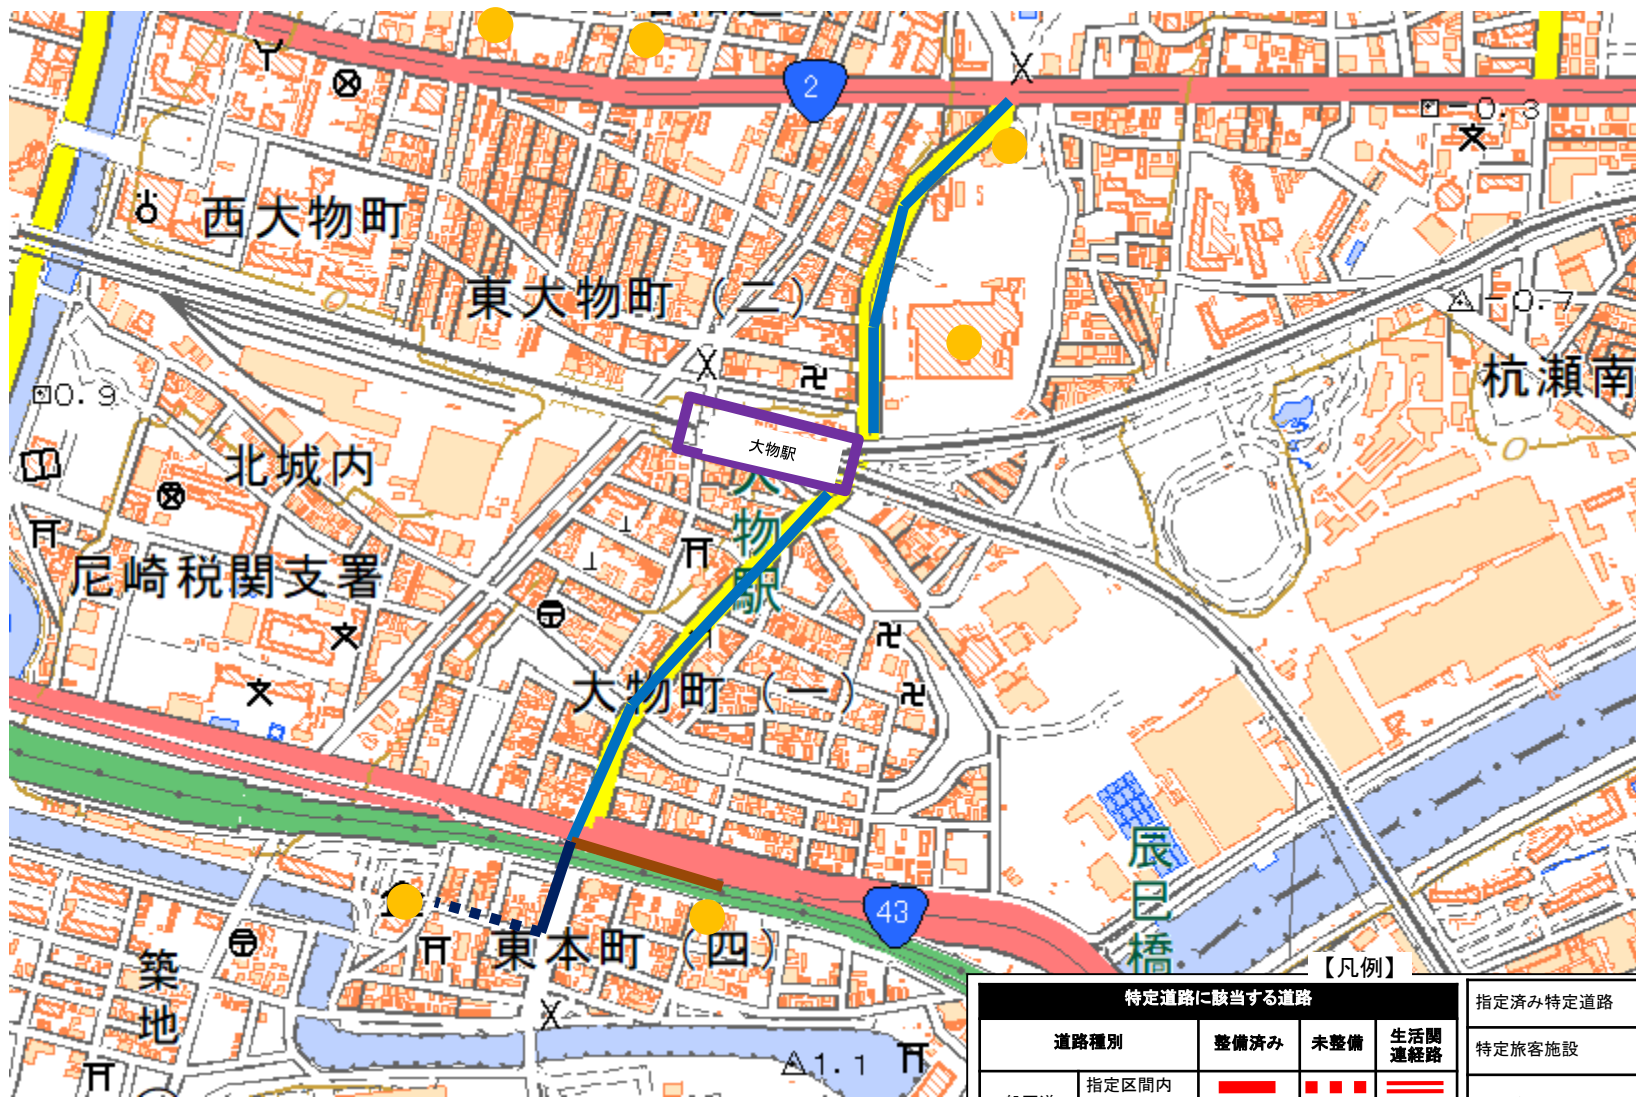 2
-0.3
西大物町
東大物町(二)
-0.7
杭瀬南
0.9
大物駅
北城内
大物駅
尼崎税関支署
大物町(一)
辰巳橋
43
東本町(四)
築地
1.1
【凡例】
特定道路に該当する道路
指定済み特定道路
道路種別
整備済み
未整備
生活関
連経路
特定旅客施設
指定区間内